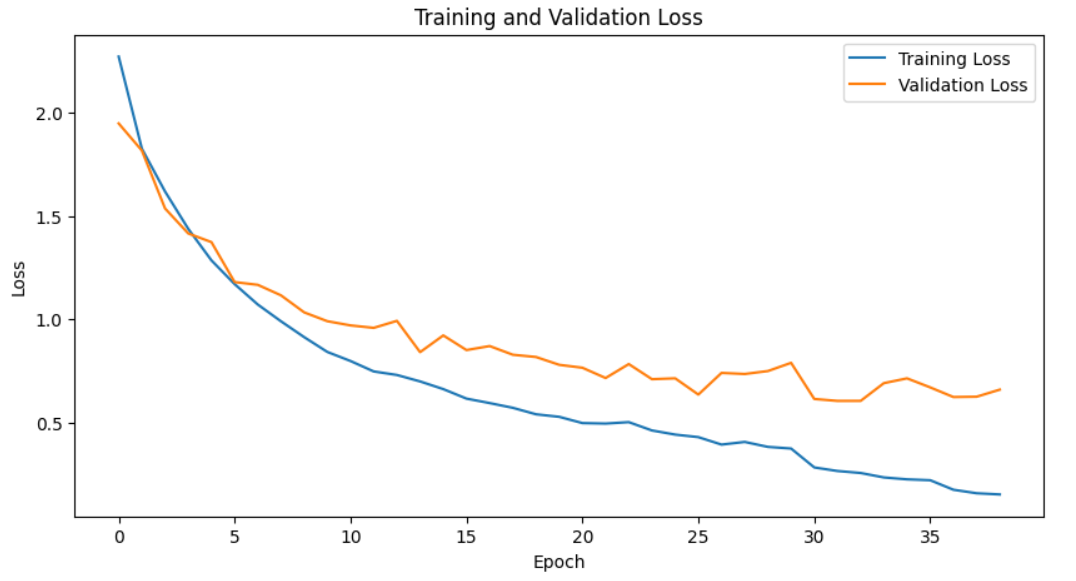 Training and Validation Loss
Training Loss
Validation Loss
2.0
1.5
1.0
0.5
Loss
0 5 10 15 20 25 30 35
Epoch